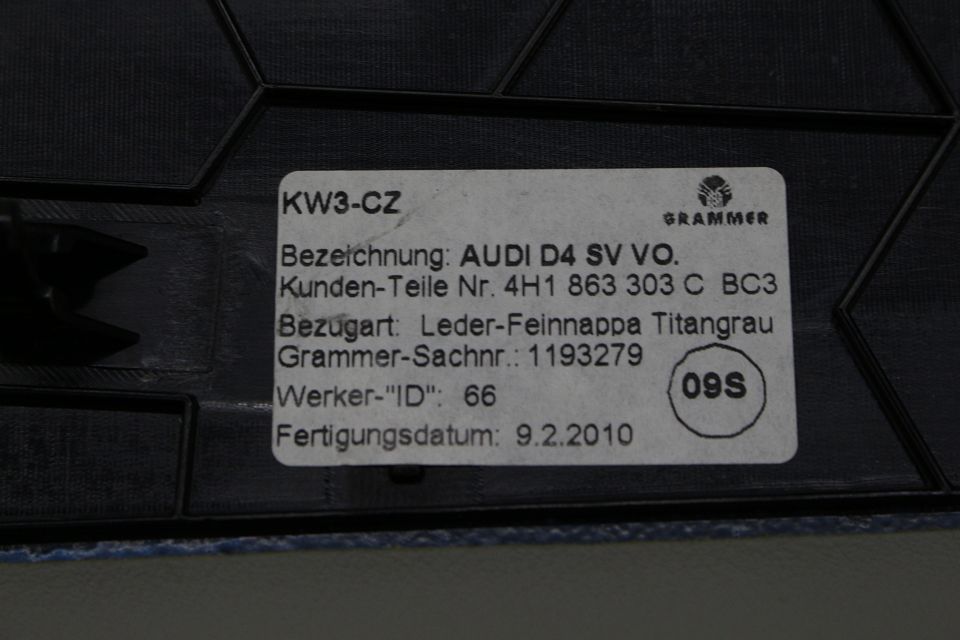 KW3-CZ
GRAMMER
Bezeichnung: AUDI D4 SV VO.
Kunden-Teile Nr. 4H1 863 303 C BC3
Bezugart: Leder-Feinnappa Titangrau
Grammer-Sachnr.: 1193279
09S
Werker-"ID": 66
Fertigungsdatum: 9.2.2010